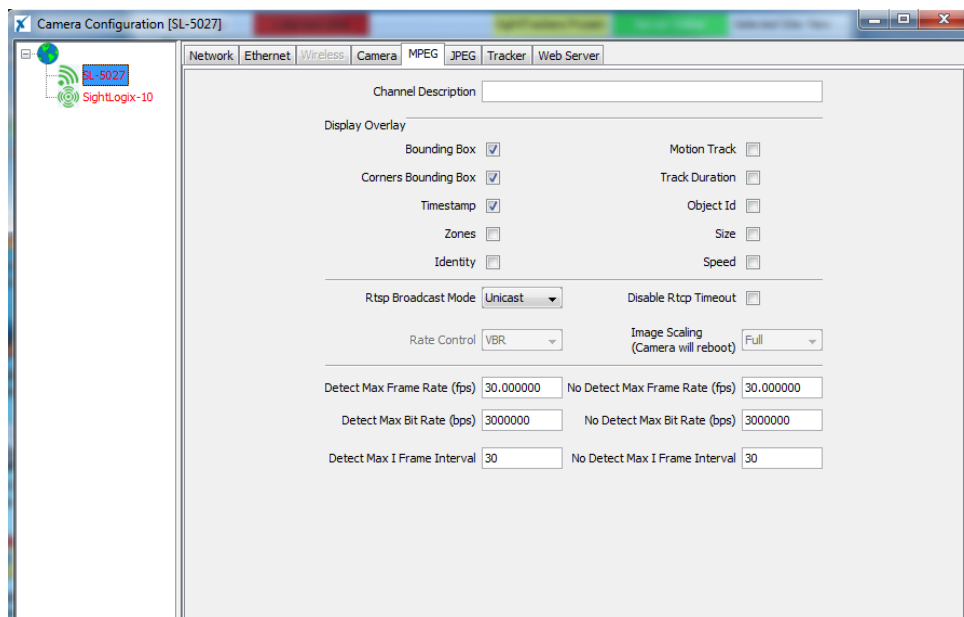 Camera Configuration [SL-5027]
SL-5027
SightLogix-10
Network Ethernet Wireless Camera MPEG JPEG Tracker Web Server
Channel Description
Display Overlay
Bounding Box Motion Track
Corners Bounding Box Track Duration
Timestamp Object Id
Zones Size
Identity Speed
Rtsp Broadcast Mode Unicast Disable Rtcp Timeout
Rate Control VBR Image Scaling
(Camera will reboot) Full
Detect Max Frame Rate (fps) 30.000000 No Detect Max Frame Rate (fps) 30.000000
Detect Max Bit Rate (bps) 3000000 No Detect Max Bit Rate (bps) 3000000
Detect Max I Frame Interval 30 No Detect Max I Frame Interval 30